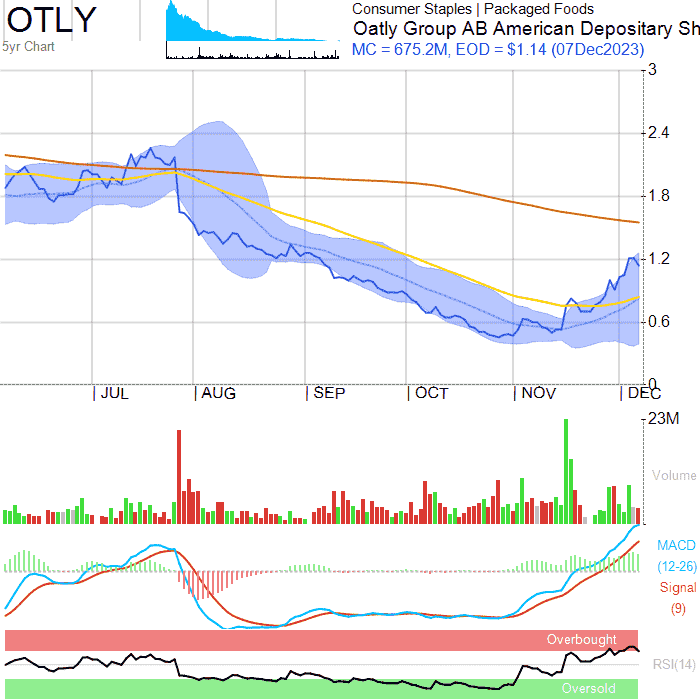 OTLY
5yr Chart
Consumer Staples | Packaged Foods
Oatly Group AB American Depositary Sh
MC = 675.2M, EOD = $1.14 (07Dec2023)
3
2.4
1.8
1.2
0.6
0
JUL AUG SEP OCT NOV DEC
23M
Volume
MACD
(12-26)
Signal
(9)
Overbought
RSI(14)
Oversold